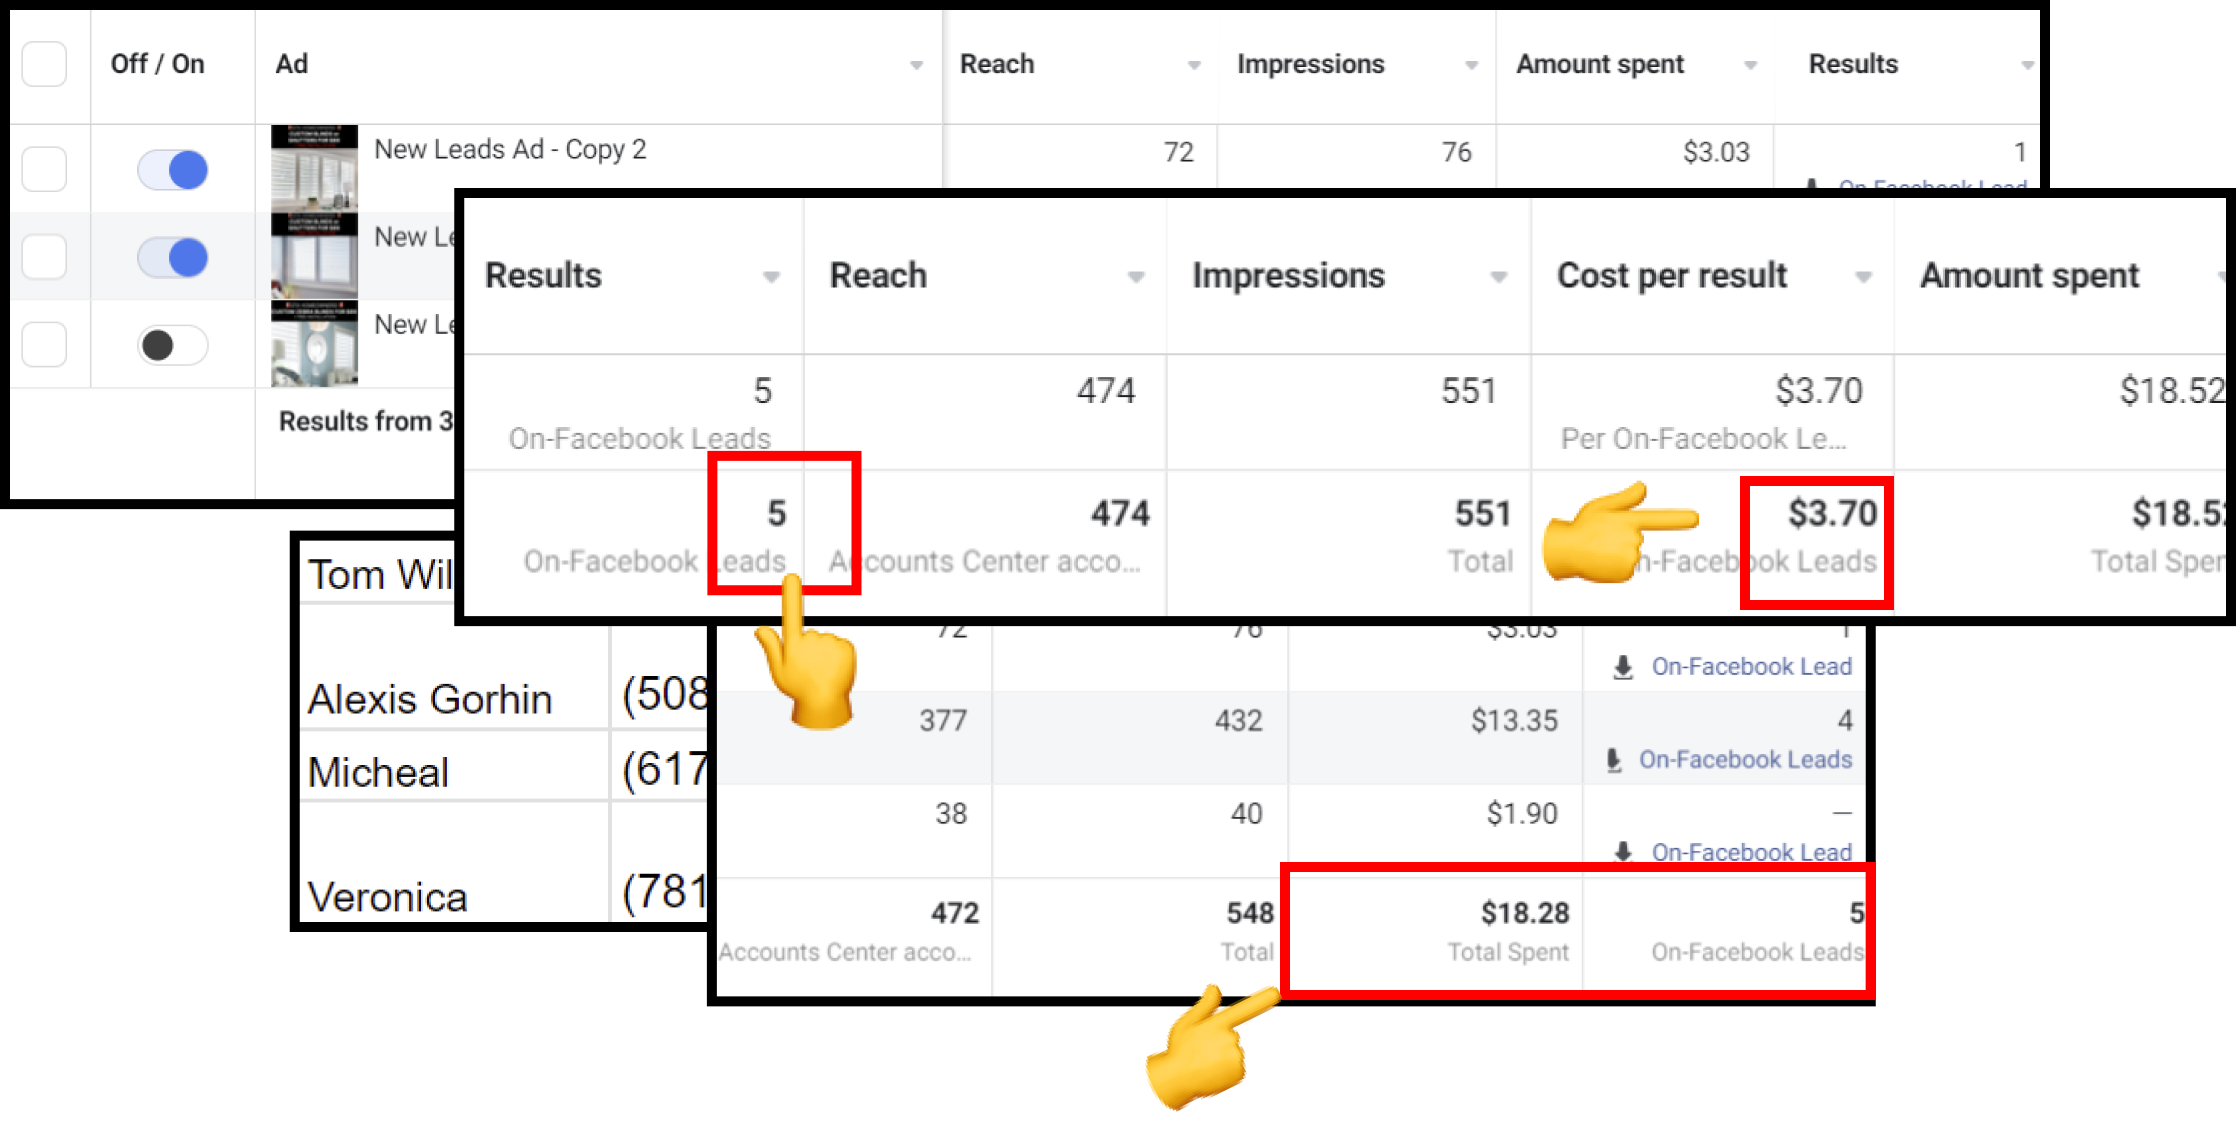 Off / On
Ad
Reach
Impressions
Amount spent
Results
New Leads Ad - Copy 2
72
76
$3.03
1
On Facebook Lead
New Le
New Le
Results from 3
Results
Reach
Impressions
Cost per result
Amount spent
5
474
551
$3.70
$18.52
On-Facebook Leads
Per On-Facebook Le...
5
474
551
$3.70
$18.52
On-Facebook Leads
Accounts Center acco...
Total
n-Facebook Leads
Total Spen
Tom Wil
Alexis Gorhin
(508
Micheal
(617
Veronica
(781
72
76
$3.03
1
On-Facebook Lead
377
432
$13.35
4
On-Facebook Leads
38
40
$1.90
—
On-Facebook Lead
472
548
$18.28
5
Accounts Center acco...
Total
Total Spent
On-Facebook Leads